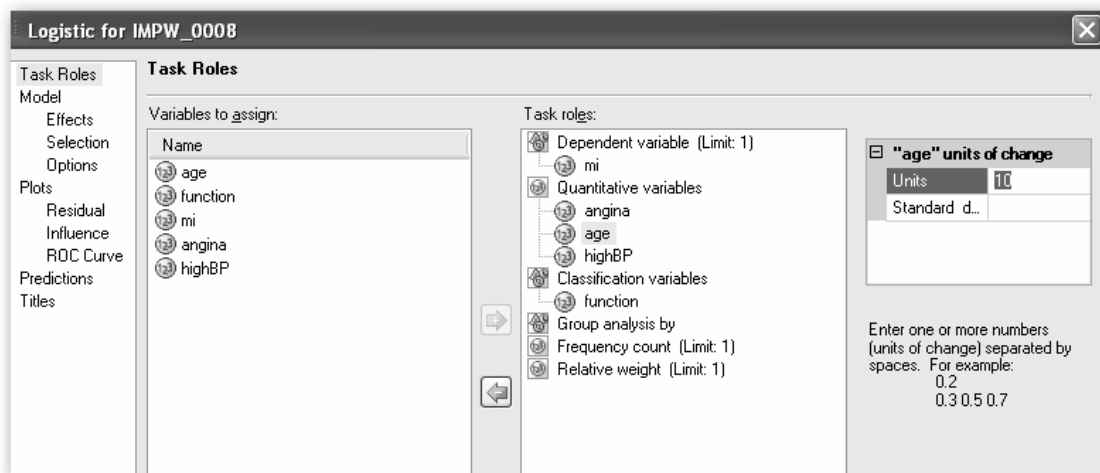 Logistic for IMPW_0008
Task Roles
Model
Effects
Selection
Options
Plots
Residual
Influence
ROC Curve
Predictions
Titles
Task Roles
Variables to assign:
Name
age
function
mi
angina
highBP
Task roles:
Dependent variable (Limit: 1)
mi
Quantitative variables
angina
age
highBP
Classification variables
function
Group analysis by
Frequency count (Limit: 1)
Relative weight (Limit: 1)
"age" units of change
Units 10
Standard d...
Enter one or more numbers
(units of change) separated by
spaces. For example:
0.2
0.3 0.5 0.7